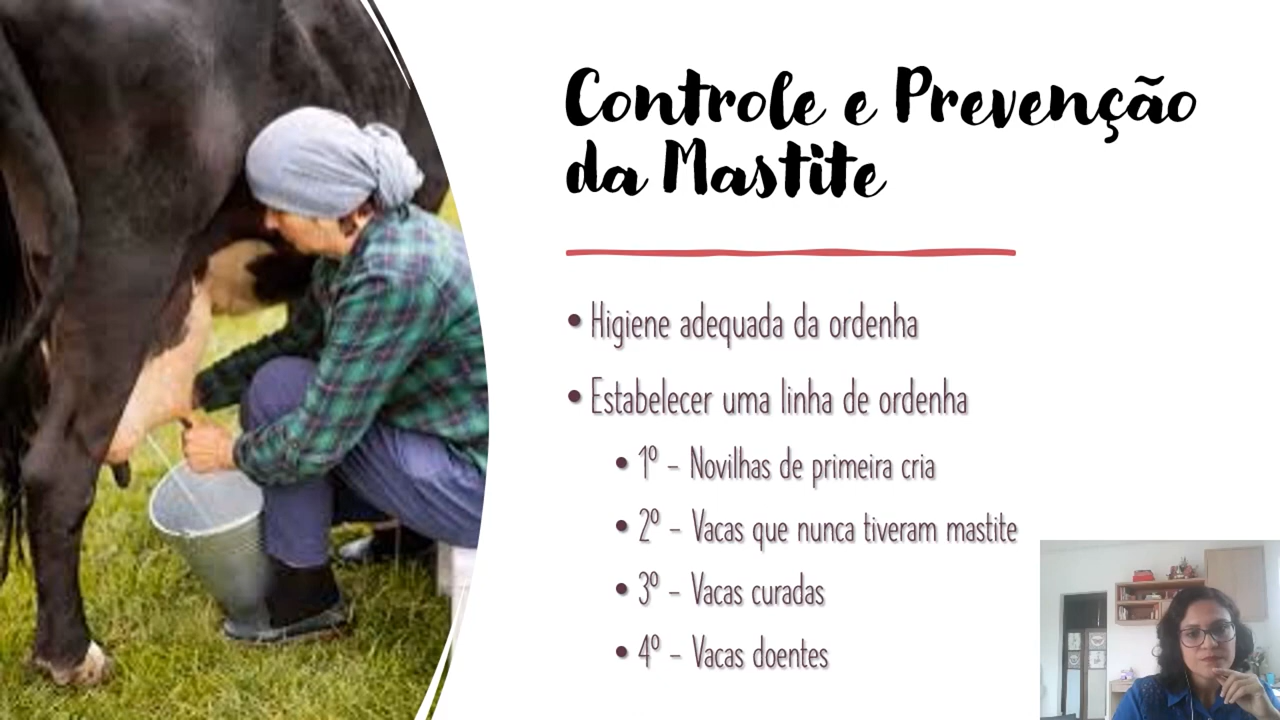 Controle e Prevenção
da Mastite
• Higiene adequada da ordenha
• Estabelecer uma linha de ordenha
• 1º – Novilhas de primeira cria
• 2º – Vacas que nunca tiveram mastite
• 3º – Vacas curadas
• 4º – Vacas doentes